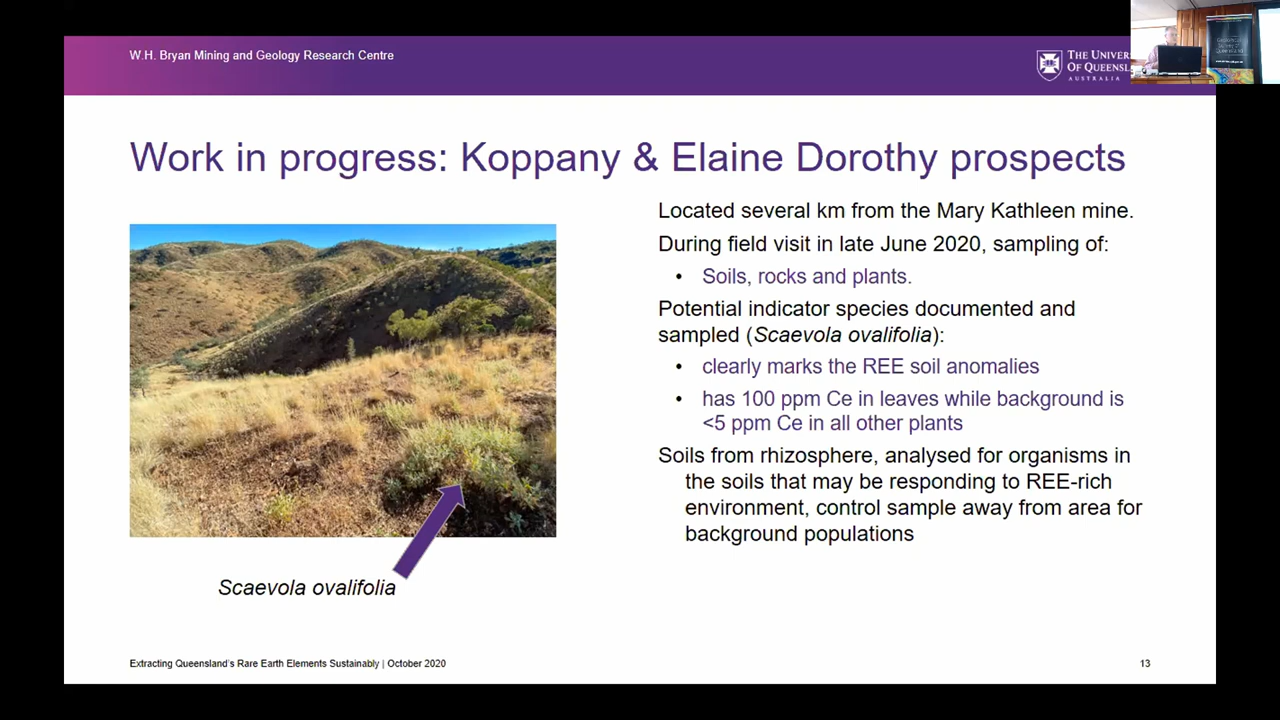 W.H. Bryan Mining and Geology Research Centre
THE UNIVER
OF QUEENSL
AUSTRALIA
Work in progress: Koppany & Elaine Dorothy prospects
Located several km from the Mary Kathleen mine.
During field visit in late June 2020, sampling of:
• Soils, rocks and plants.
Potential indicator species documented and
sampled (Scaevola ovalifolia):
• clearly marks the REE soil anomalies
• has 100 ppm Ce in leaves while background is
<5 ppm Ce in all other plants
Soils from rhizosphere, analysed for organisms in
the soils that may be responding to REE-rich
environment, control sample away from area for
background populations
Scaevola ovalifolia
Extracting Queensland's Rare Earth Elements Sustainably | October 2020
13